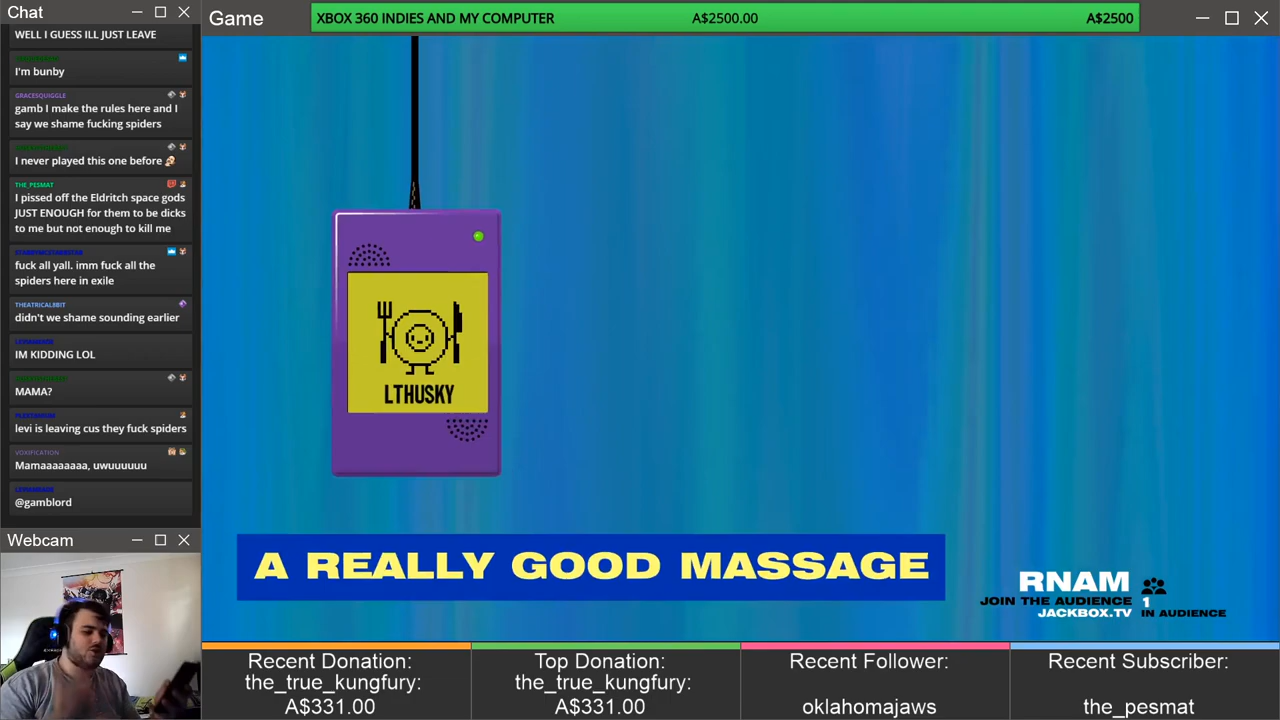 Chat
Game
XBOX 360 INDIES AND MY COMPUTER
A$2500.00
A$2500
WELL I GUESS ILL JUST LEAVE
I'm bunby
GRACESQUIGGLE
gamb I make the rules here and I
say we shame fucking spiders
I never played this one before
THE_PESMAT
I pissed off the Eldritch space gods
JUST ENOUGH for them to be dicks
to me but not enough to kill me
fuck all yall. imm fuck all the
spiders here in exile
THEATRICAL8BIT
didn't we shame sounding earlier
IM KIDDING LOL
MAMA?
levi is leaving cus they fuck spiders
VOXIFICATION
Mamaaaaaaaa, uwuuuuuu
@gamblord
Webcam
LTHUSKY
A REALLY GOOD MASSAGE
RNAM
JOIN THE AUDIENCE
JACKBOX.TV
1
IN AUDIENCE
Recent Donation:
the_true_kungfury:
A$331.00
Top Donation:
the_true_kungfury:
A$331.00
Recent Follower:
oklahomajaws
Recent Subscriber:
the_pesmat